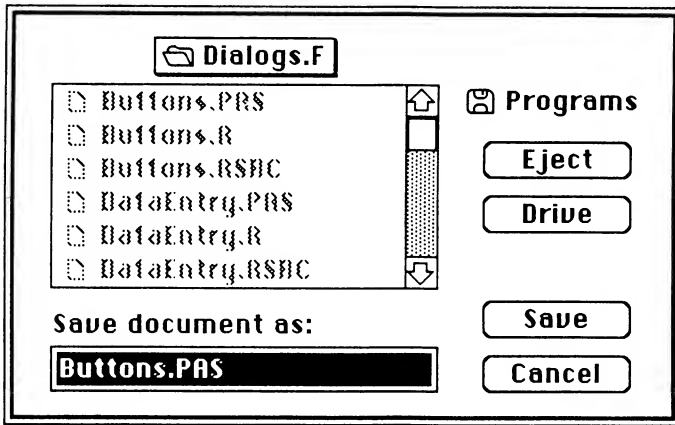 Dialogs.F
Buttons.PAS
Buttons.R
Buttons.RSRC
DataEntry.PAS
DataEntry.R
DataEntry.RSRC
Programs
Eject
Drive
Save document as:
Buttons.PAS
Save
Cancel